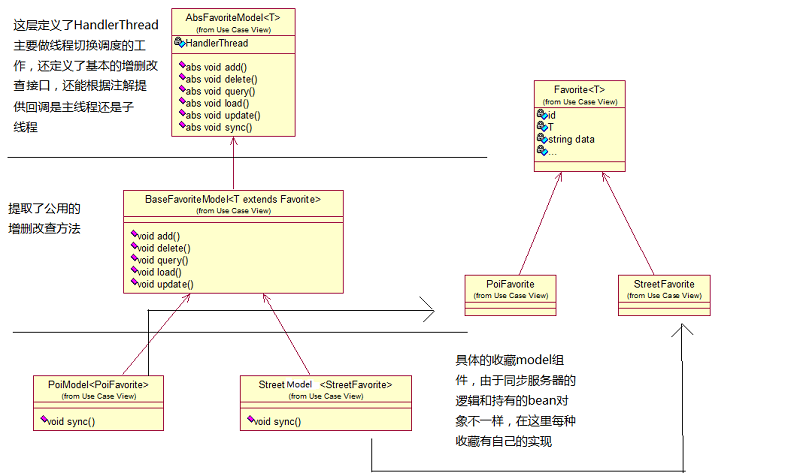 这层定义了HandlerThread
主要做线程切换调度的工
作，还定义了基本的增删改
查接口，还能根据注解提
供回调是主线程还是子
线程
AbsFavoriteModel<T>
(from Use Case View)
HandlerThread
abs void add()
abs void delete()
abs void query()
abs void load()
abs void update()
abs void sync()
Favorite<T>
(from Use Case View)
id
T
string data
...
提取了公用的
增删改查方法
BaseFavoriteModel<T extends Favorite>
(from Use Case View)
void add()
void delete()
void query()
void load()
void update()
PoiFavorite
(from Use Case View)
StreetFavorite
(from Use Case View)
PoiModel<PoiFavorite>
(from Use Case View)
void sync()
Street Model <StreetFavorite>
(from Use Case View)
void sync()
具体的收藏model组
件，由于同步服务器的
逻辑和持有的bean对
象不一样，在这里每种
收藏有自己的实现